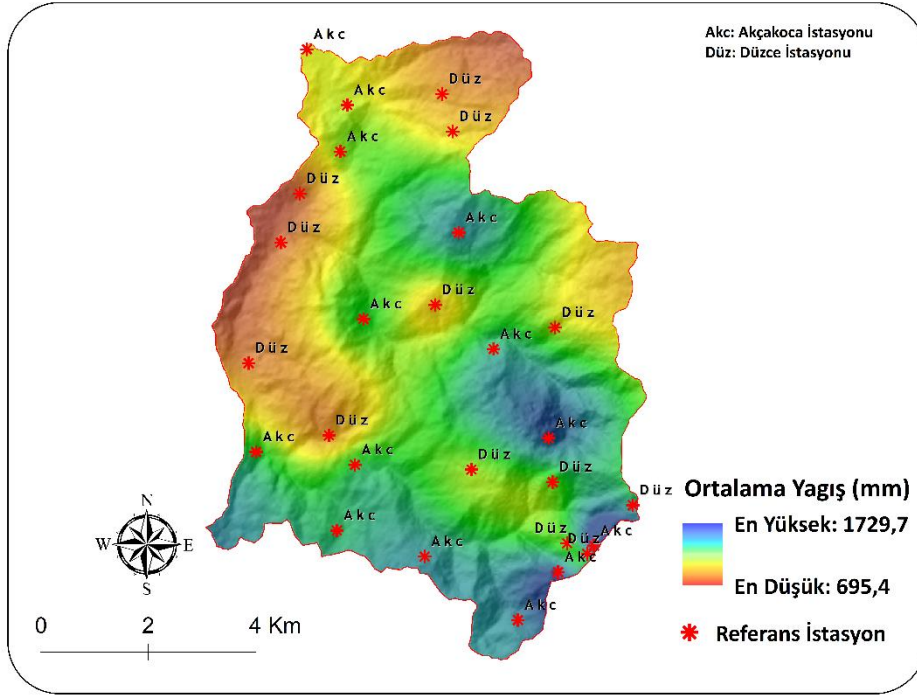 Akc: Akçakoca İstasyonu
Düz: Düzce İstasyonu
Akc
Düz
Akc
Düz
Akc
Düz
Akc
Düz
Düz
Akc
Düz
Akc
Düz
Akc
Düz
Akc
Akc
Akc
Düz
Düz
Düz
Akc
Düz
Akc
Düz
Akc
Akc
Akc
Ortalama Yagış (mm)
En Yüksek: 1729,7
En Düşük: 695,4
Referans İstasyon
N
W
E
S
0
2
4 Km